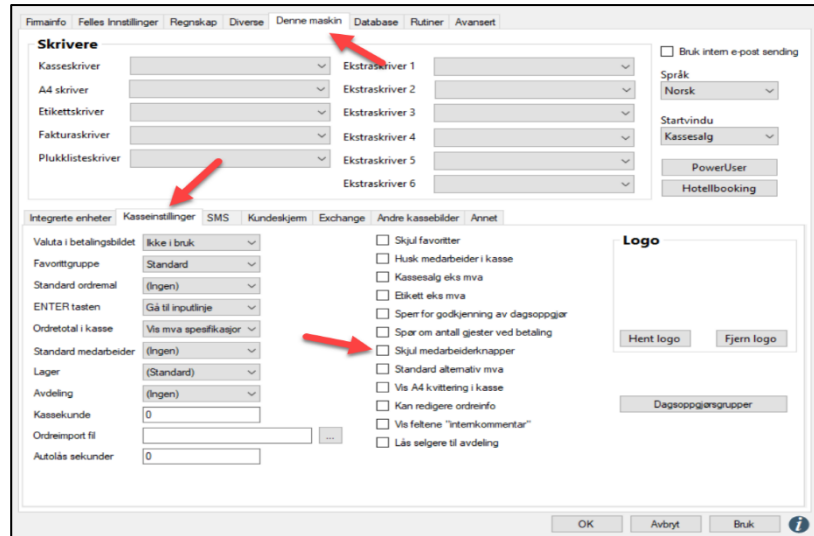 Firmainfo Felles Innstillinger Regnskap Diverse Denne maskin Database Rutiner Avansert
Skrivere
Kasseskriver
A4 skriver
Etikettskriver
Fakturaskriver
Plukklisteskriver
Ekstraskriver 1
Ekstraskriver 2
Ekstraskriver 3
Ekstraskriver 4
Ekstraskriver 5
Ekstraskriver 6
Bruk intern e-post sending
Språk
Norsk
Startvindu
Kassesalg
PowerUser
Hotellbooking
Integrerte enheter Kasseinstillinger SMS Kundeskjerm Exchange Andre kassebilder Annet
Valuta i betalingsbildet Ikke i bruk
Favorittgruppe Standard
Standard ordremal (Ingen)
ENTER tasten Gå til inputlinje
Ordretotal i kasse Vis mva spesifikasjor
Standard medarbeider (Ingen)
Lager (Standard)
Avdeling (Ingen)
Kassekunde 0
Ordreimport fil ...
Autolås sekunder 0
Skjul favoritter
Husk medarbeider i kasse
Kassesalg eks mva
Etikett eks mva
Sperr for godkjenning av dagsoppgjør
Spør om antall gjester ved betaling
Skjul medarbeiderknapper
Standard alternativ mva
Vis A4 kvittering i kasse
Kan redigere ordreinfo
Vis feltene "internkommentar"
Lås selgere til avdeling
Logo
Hent logo Fjern logo
Dagsoppgjørsgrupper
OK Avbryt Bruk i